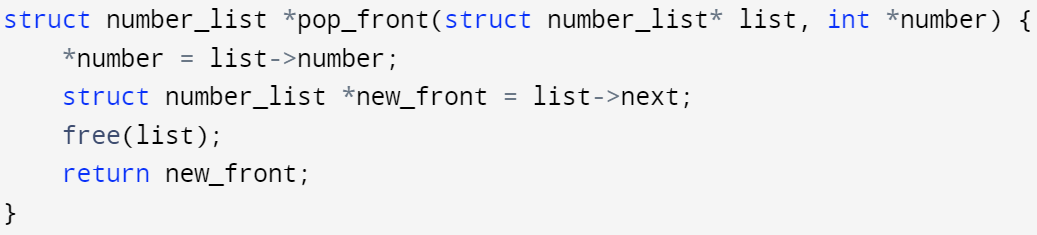 struct number_list *pop_front(struct number_list* list, int *number) {
    *number = list->number;
    struct number_list *new_front = list->next;
    free(list);
    return new_front;
}